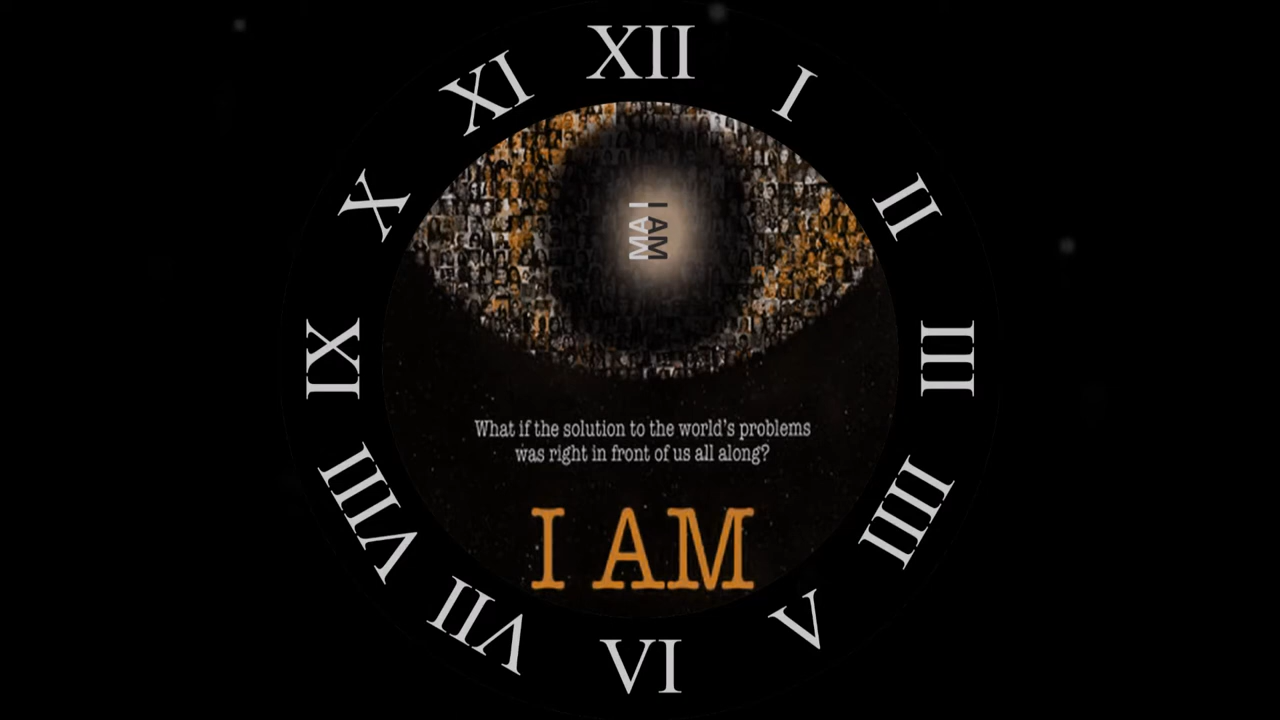 XII
I
II
III
IIII
V
VI
VII
VIII
IX
X
XI
I AM
I AM
What if the solution to the world's problems
was right in front of us all along?
I AM